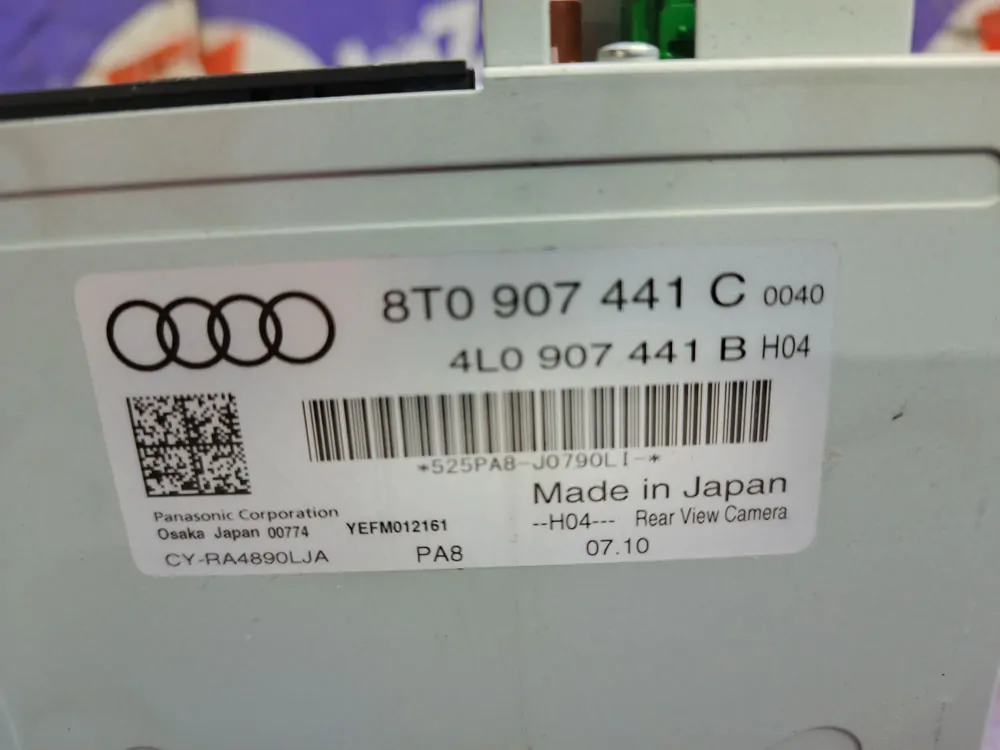 8T0 907 441 C 0040
4L0 907 441 B H04
*525PA8-J0790LI-*
Made in Japan
Panasonic Corporation
Osaka Japan 00774
YEFM012161
--H04--- Rear View Camera
CY-RA4890LJA
PA8
07.10